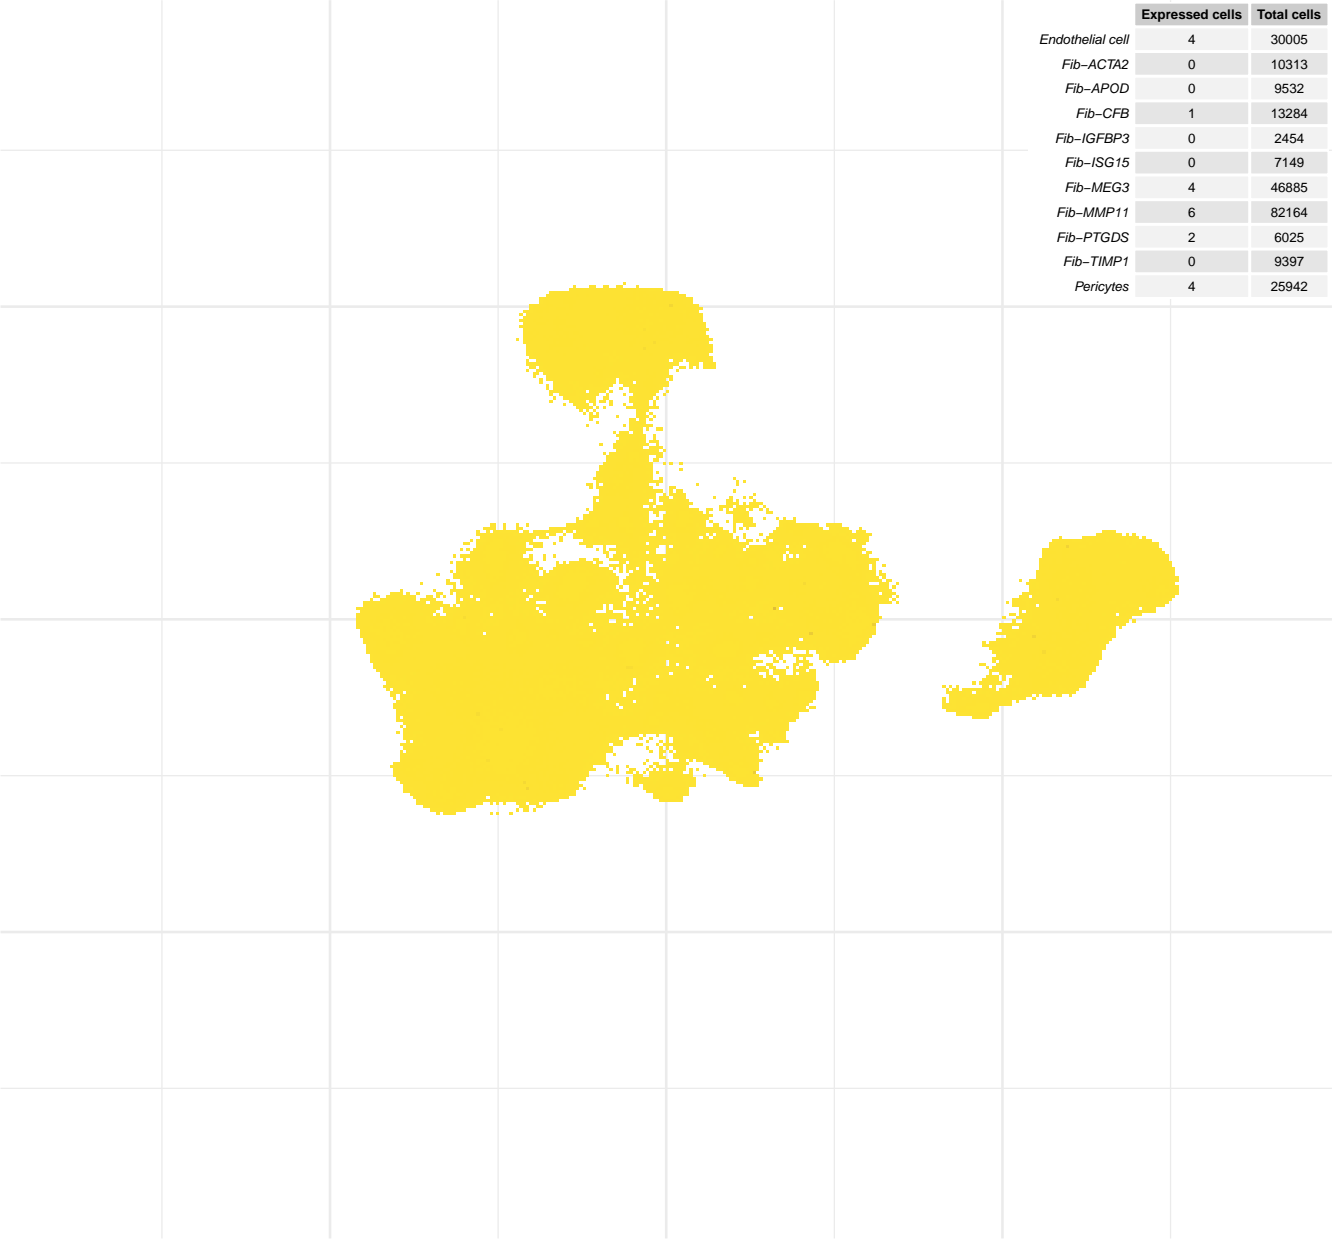 Expressed cells Total cells
Endothelial cell 4 30005
Fib−ACTA2 0 10313
Fib−APOD 0 9532
Fib−CFB 1 13284
Fib−IGFBP3 0 2454
Fib−ISG15 0 7149
Fib−MEG3 4 46885
Fib−MMP11 6 82164
Fib−PTGDS 2 6025
Fib−TIMP1 0 9397
Pericytes 4 25942